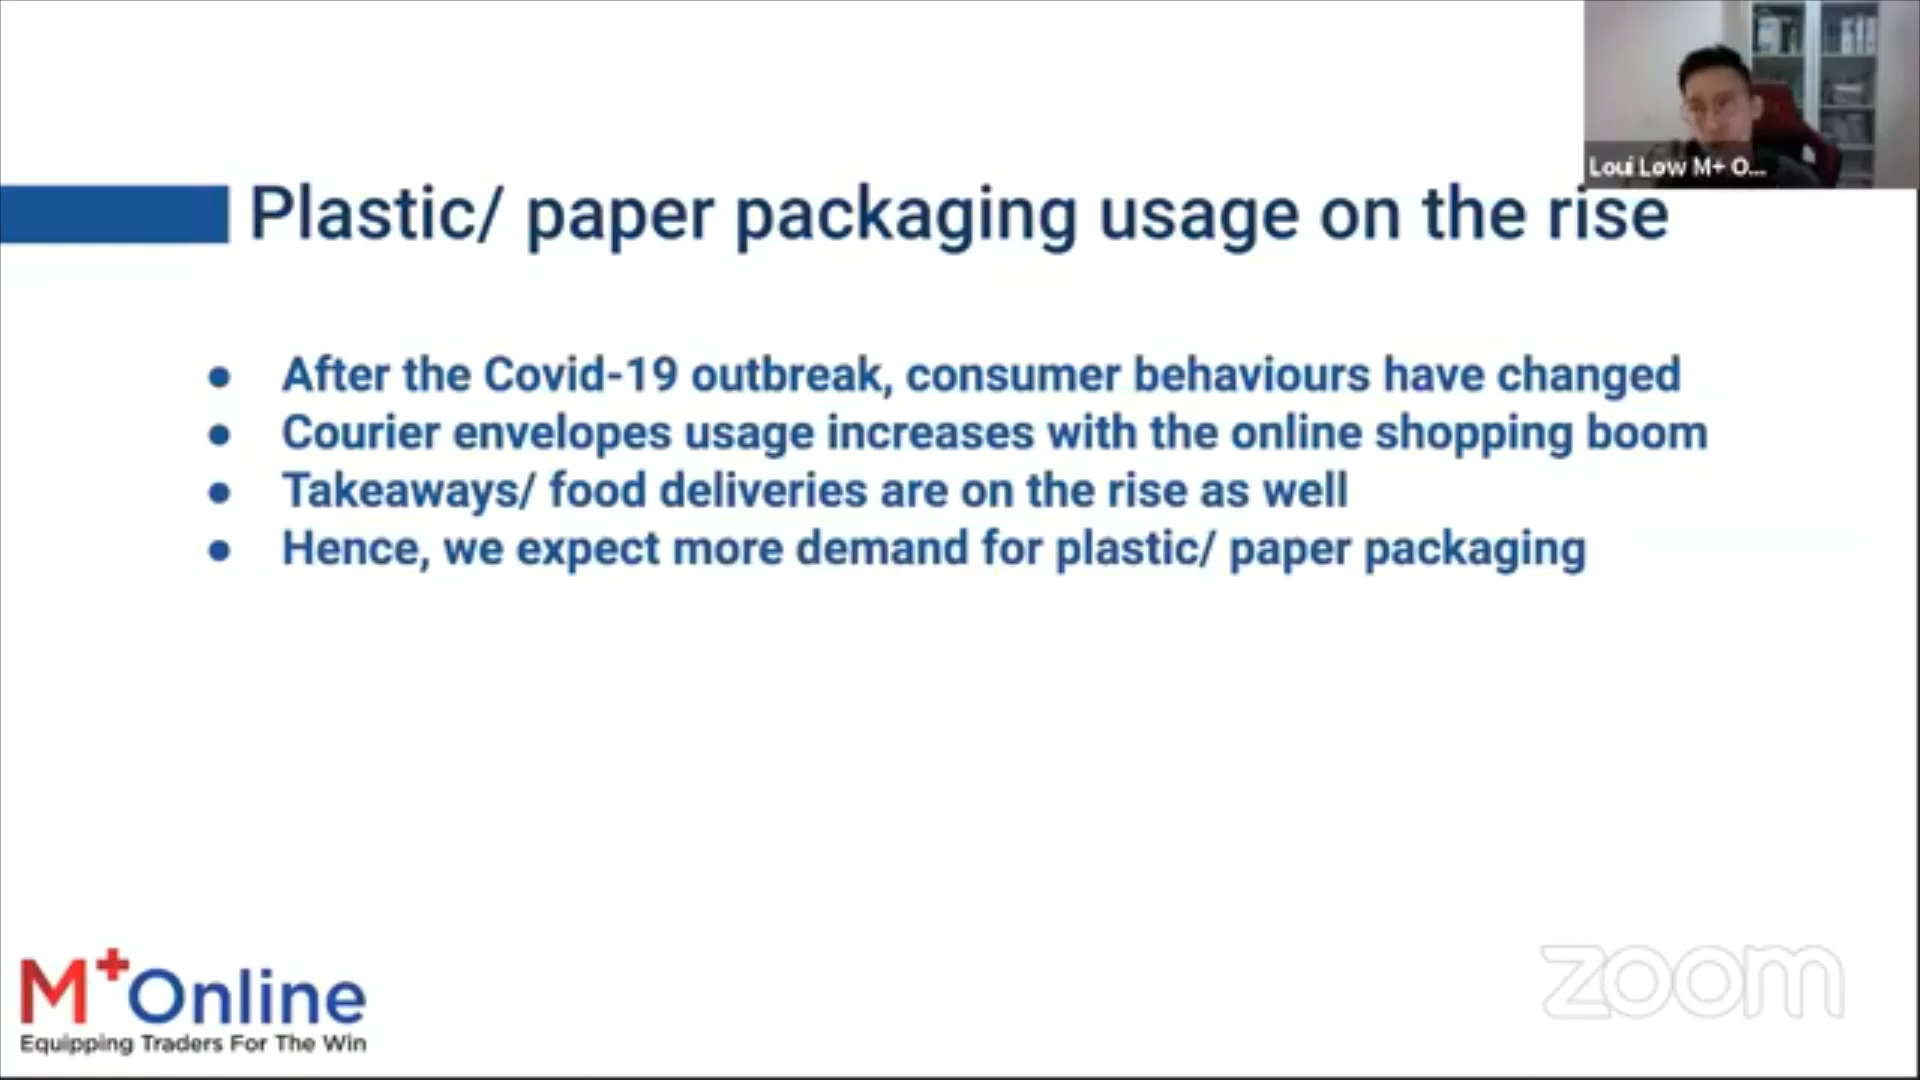 Loui Low M+ O...
Plastic/ paper packaging usage on the rise
● After the Covid-19 outbreak, consumer behaviours have changed
● Courier envelopes usage increases with the online shopping boom
● Takeaways/ food deliveries are on the rise as well
● Hence, we expect more demand for plastic/ paper packaging
M+Online
Equipping Traders For The Win
zoom